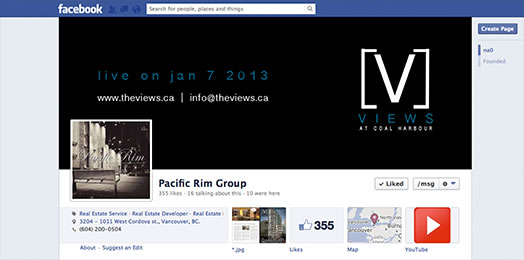 facebook
Search for people, places and things
Create Page
na0
Founded
live on jan 7 2013
www.theviews.ca | info@theviews.ca
[V]
VIEWS
AT COAL HARBOUR
Pacific Rim
Pacific Rim Group
355 likes · 16 talking about this · 10 were here
Liked
/msg
Real Estate Service · Real Estate Developer · Real Estate
3204 - 1011 West Cordova st., Vancouver, BC.
(604) 200-0504
About - Suggest an Edit
355
*.jpg
Likes
Map
YouTube